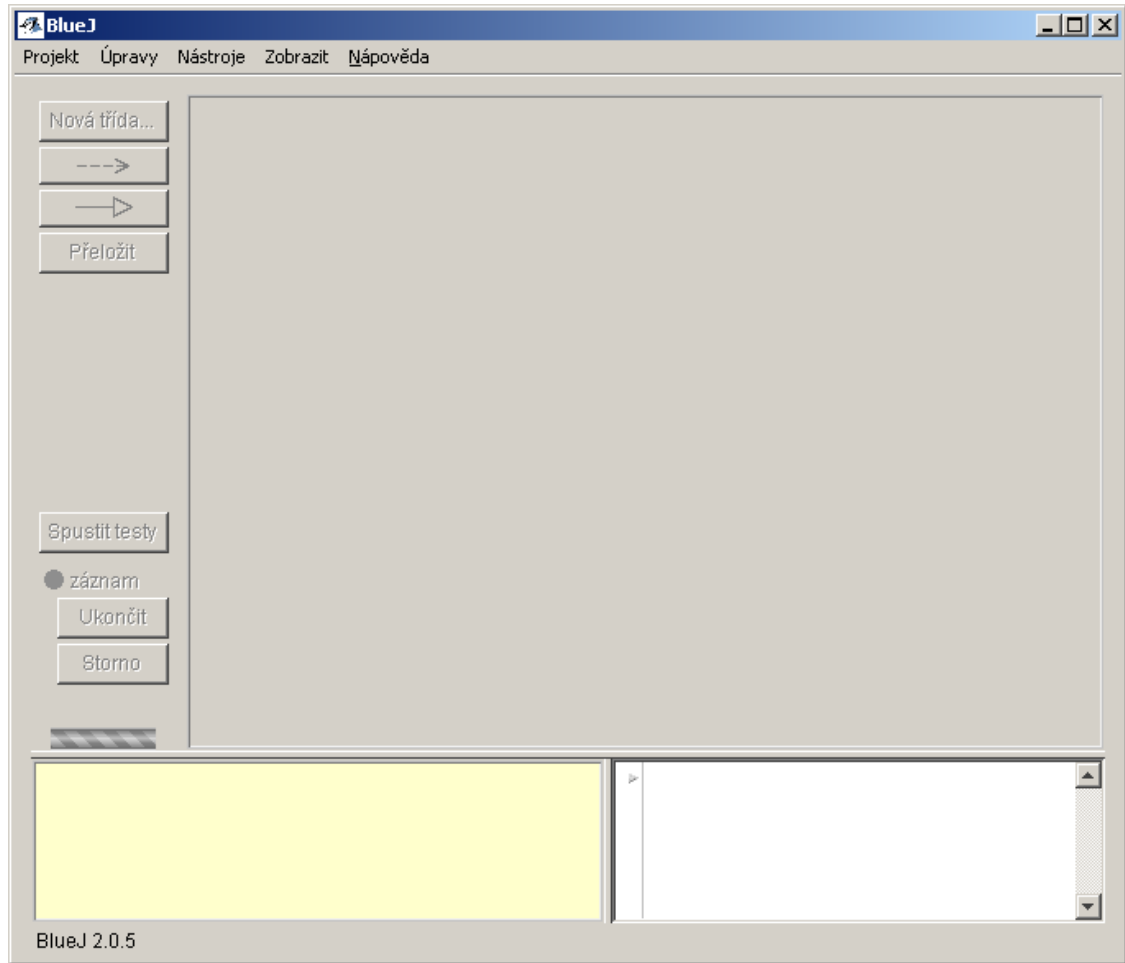 BlueJ
Projekt Úpravy Nástroje Zobrazit Nápověda
Nová třída...
Přeložit
Spustit testy
záznam
Ukončit
Storno
BlueJ 2.0.5